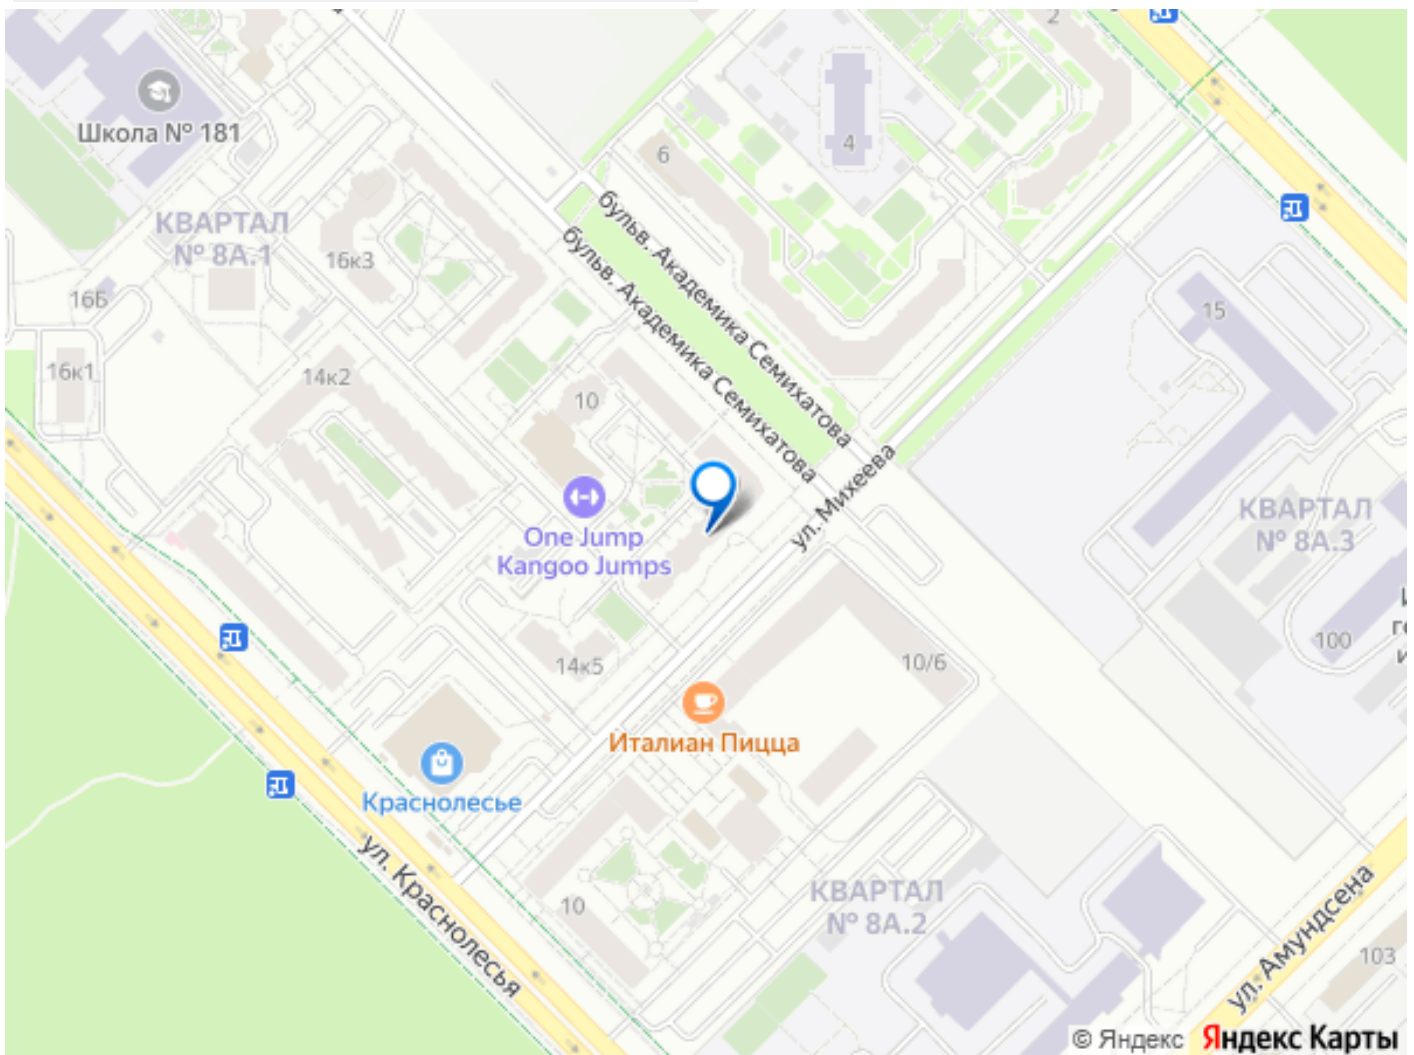 2
Школа № 181
6
4
КВАРТАЛ
№ 8А.1
16к3
бульв. Академика Семихатова
бульв. Академика Семихатова
16Б
15
16к1
14к2
10
ул. Михеева
One Jump
Kangoo Jumps
КВАРТАЛ
№ 8А.3
100
14к5
10/6
Италиан Пицца
Краснолесье
ул. Краснолесья
10
КВАРТАЛ
№ 8А.2
ул. Амундсена
103
© Яндекс Яндекс Карты